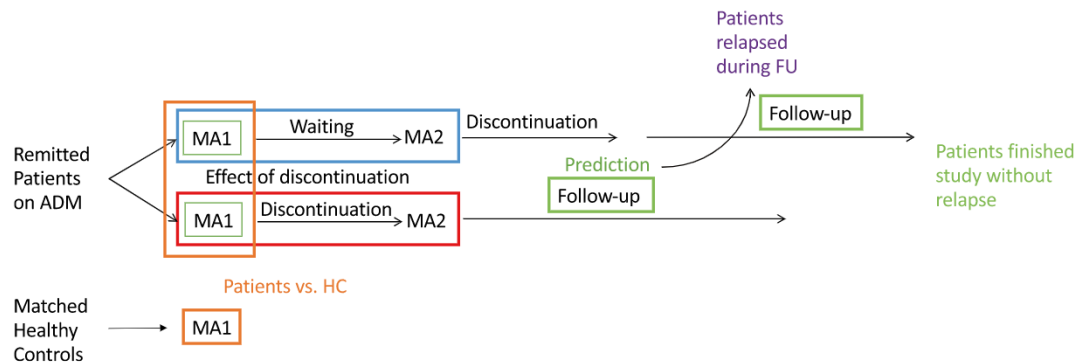 Patients
relapsed
during FU
Follow-up
Waiting
Discontinuation
MA1
MA2
Remitted
Patients
on ADM
Prediction
Effect of discontinuation
Follow-up
Patients finished
study without
relapse
MA1
Discontinuation
MA2
Patients vs. HC
Matched
Healthy
Controls
MA1